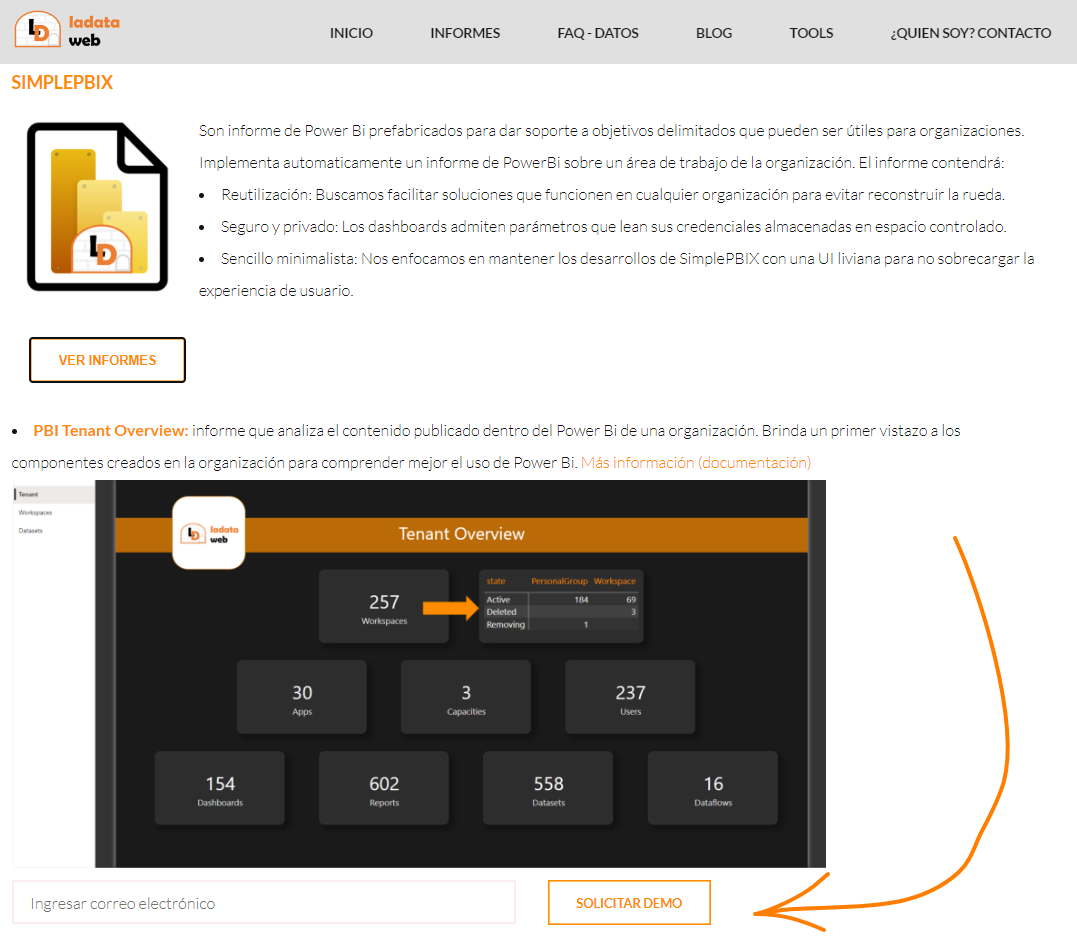 LD ladata web
INICIO INFORMES FAQ - DATOS BLOG TOOLS ¿QUIEN SOY? CONTACTO
SIMPLEPBIX
Son informe de Power Bi prefabricados para dar soporte a objetivos delimitados que pueden ser útiles para organizaciones.
Implementa automaticamente un informe de PowerBi sobre un área de trabajo de la organización. El informe contendrá:
• Reutilización: Buscamos facilitar soluciones que funcionen en cualquier organización para evitar reconstruir la rueda.
• Seguro y privado: Los dashboards admiten parámetros que lean sus credenciales almacenadas en espacio controlado.
• Sencillo minimalista: Nos enfocamos en mantener los desarrollos de SimplePBIX con una UI liviana para no sobrecargar la
experiencia de usuario.
LD
VER INFORMES
• PBI Tenant Overview: informe que analiza el contenido publicado dentro del Power Bi de una organización. Brinda un primer vistazo a los
componentes creados en la organización para comprender mejor el uso de Power Bi. Más información (documentación)
Tenant
Workspaces
Datasets
LD ladata web
Tenant Overview
257
Workspaces
state PersonalGroup Workspace
Active 184 69
Deleted 3
Removing 1
30
Apps
3
Capacities
237
Users
154
Dashboards
602
Reports
558
Datasets
16
Dataflows
Ingresar correo electrónico
SOLICITAR DEMO